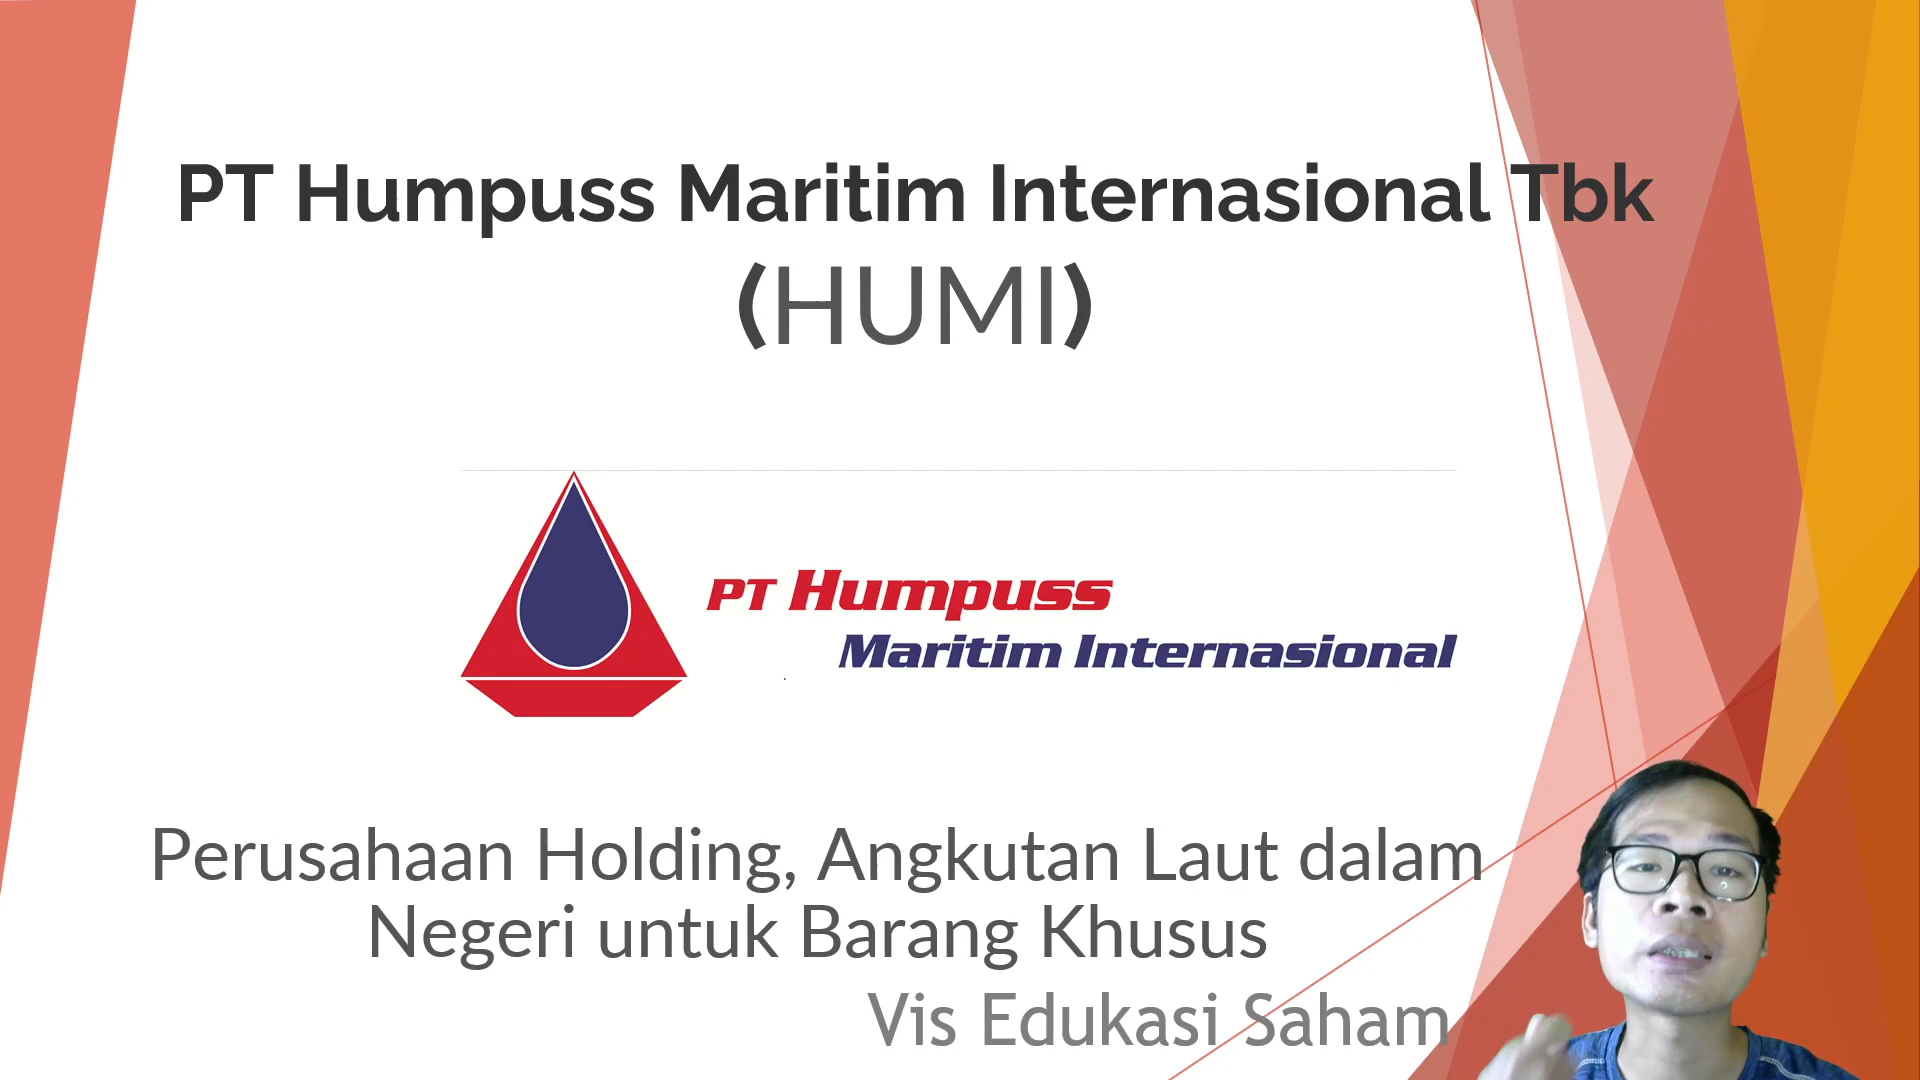 PT Humpuss Maritim Internasional Tbk
(HUMI)
PT Humpuss
Maritim Internasional
Perusahaan Holding, Angkutan Laut dalam
Negeri untuk Barang Khusus
Vis Edukasi Saham